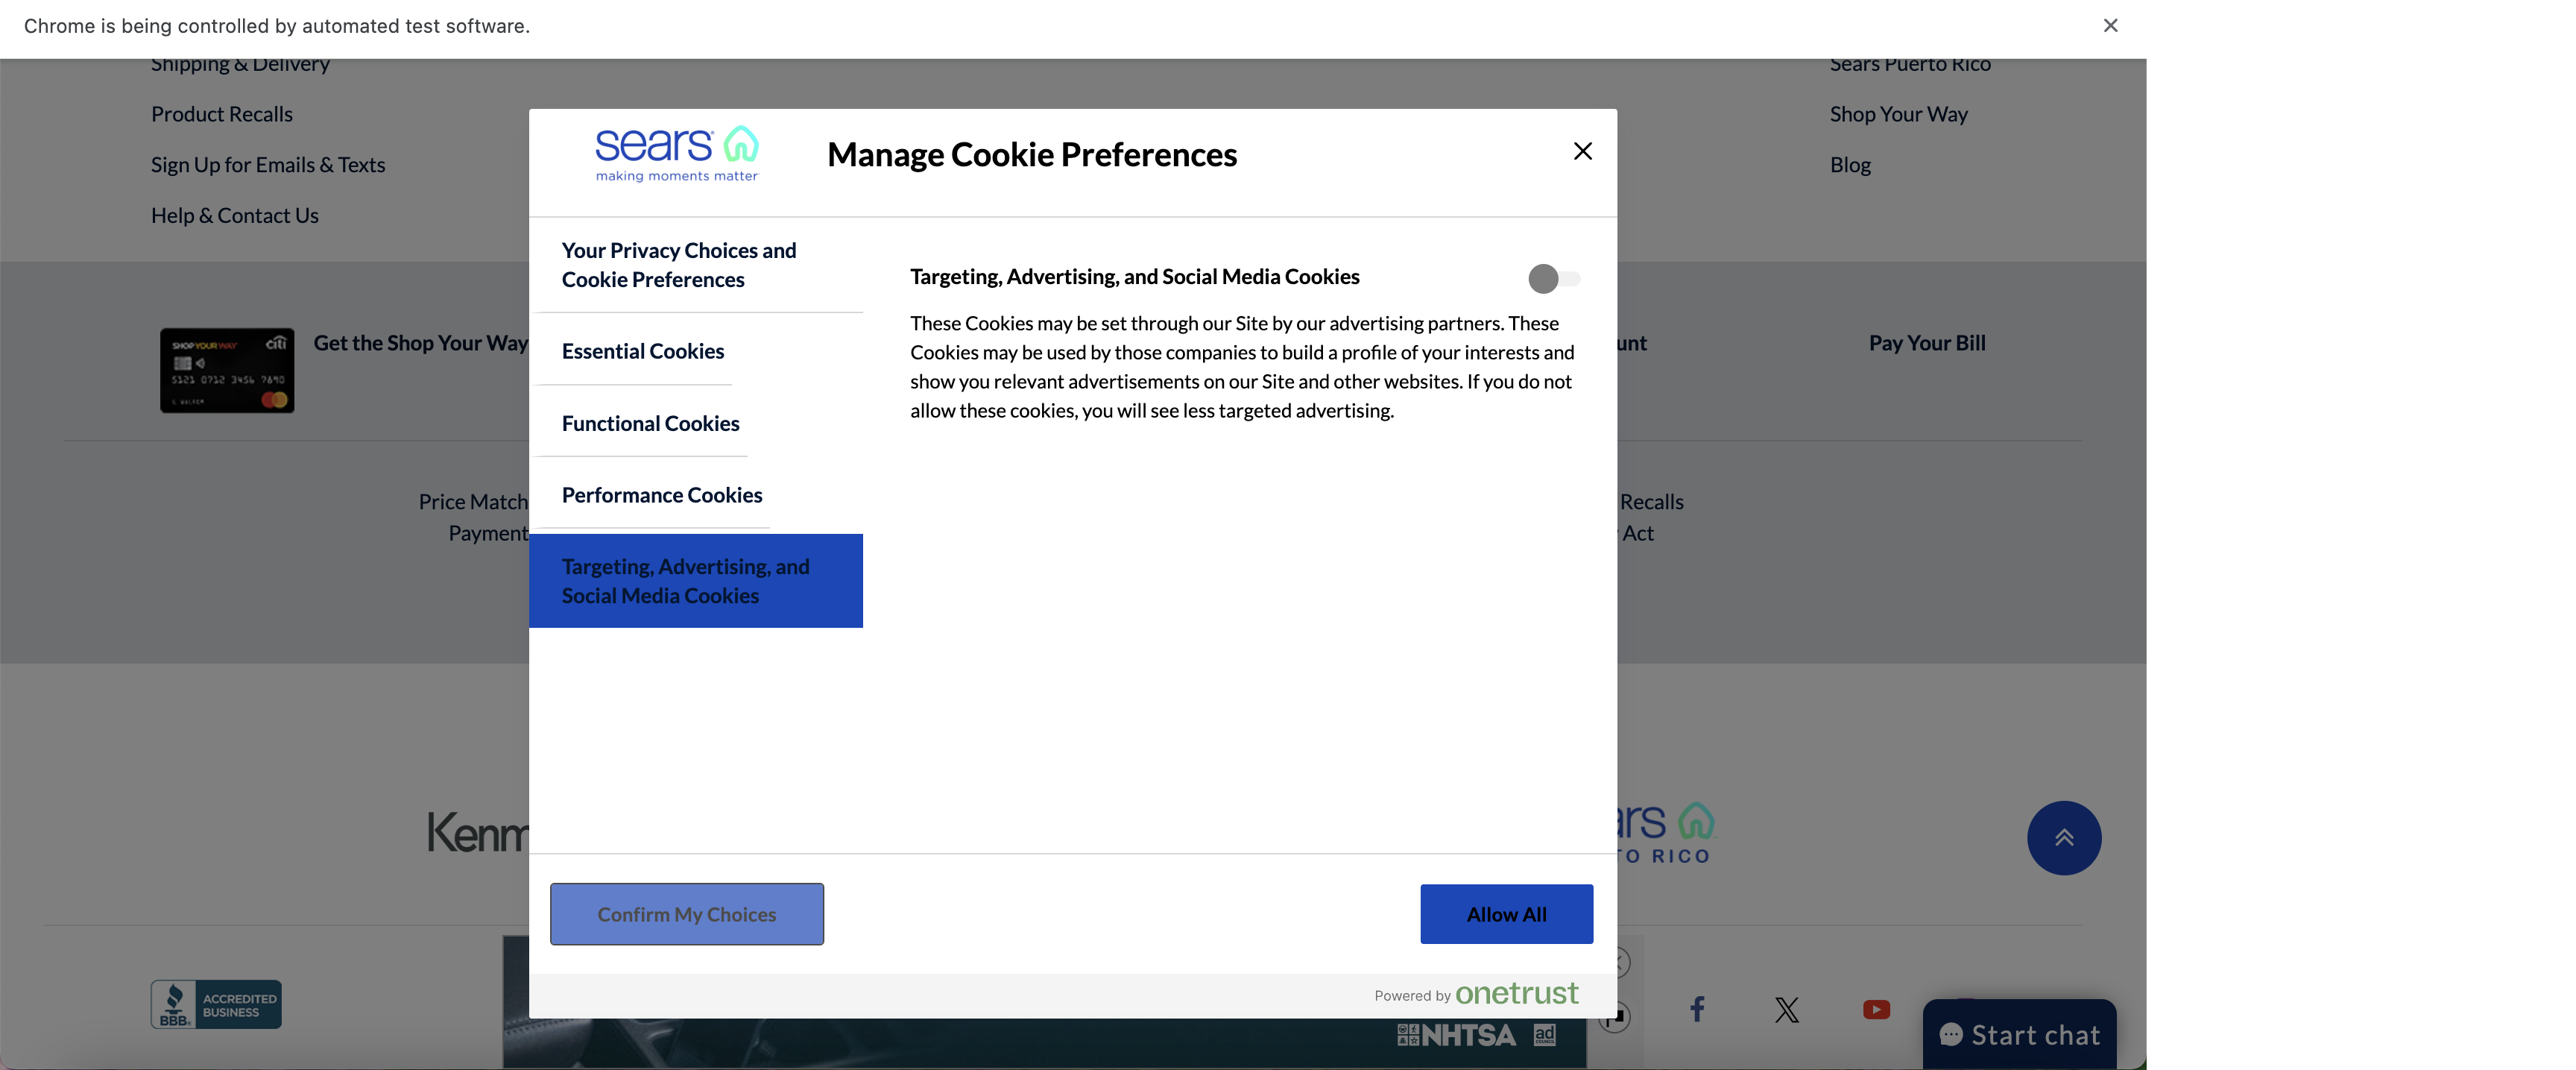 Chrome is being controlled by automated test software.
Shipping & Delivery
Product Recalls
Sign Up for Emails & Texts
Help & Contact Us
Sears Puerto Rico
Shop Your Way
Blog
sears
making moments matter
Manage Cookie Preferences
Your Privacy Choices and
Cookie Preferences
Essential Cookies
Functional Cookies
Performance Cookies
Targeting, Advertising, and
Social Media Cookies
Targeting, Advertising, and Social Media Cookies
These Cookies may be set through our Site by our advertising partners. These
Cookies may be used by those companies to build a profile of your interests and
show you relevant advertisements on our Site and other websites. If you do not
allow these cookies, you will see less targeted advertising.
SHOP YOUR WAY
citi
5121 0712 3456 7890
Get the Shop Your Way
unt
Pay Your Bill
Price Match
Payment
Recalls
Act
Kenm
ars
TO RICO
Confirm My Choices
Allow All
Powered by onetrust
BBB.
ACCREDITED
BUSINESS
NHTSA
ad
Start chat